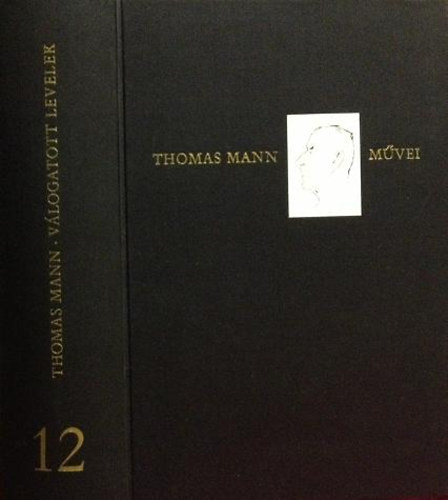 THOMAS MANN · VÁLOGATOTT LEVELEK
12
THOMAS MANN MŰVEI